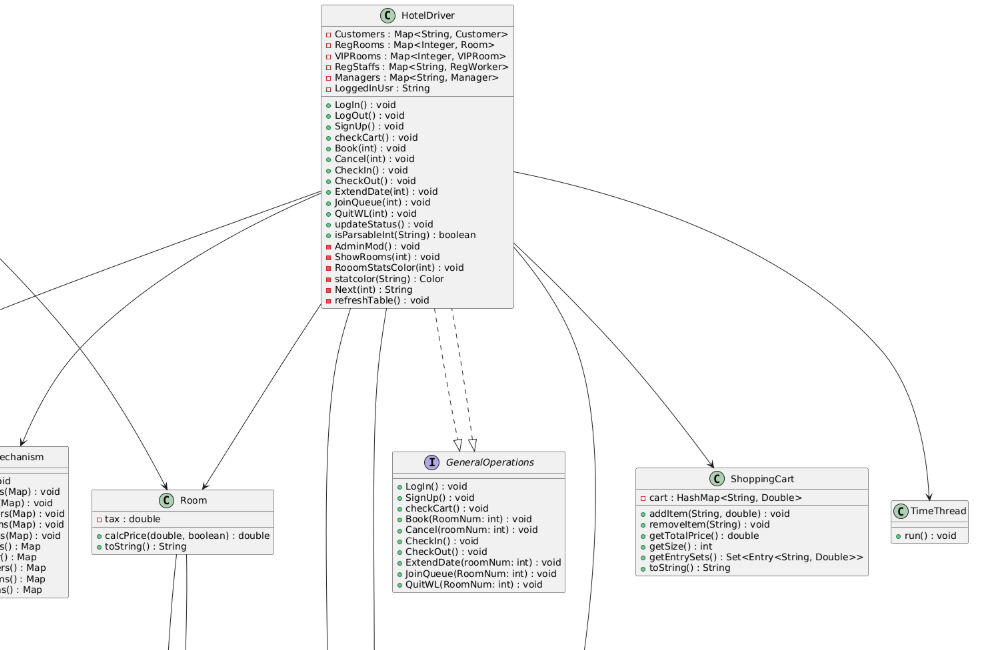 C HotelDriver
Customers : Map<String, Customer>
RegRooms : Map<Integer, Room>
VIPRooms : Map<Integer, VIPRoom>
RegStaffs : Map<String, RegWorker>
Managers : Map<String, Manager>
LoggedInUsr : String
LogIn() : void
LogOut() : void
SignUp() : void
checkCart() : void
Book(int) : void
Cancel(int) : void
CheckIn() : void
CheckOut() : void
ExtendDate(int) : void
JoinQueue(int) : void
QuitWL(int) : void
updateStatus() : void
isParsableInt(String) : boolean
AdminMod() : void
ShowRooms(int) : void
RooomStatsColor(int) : void
statcolor(String) : Color
Next(int) : String
refreshTable() : void
echanism
oid
s(Map) : void
(Map) : void
rs(Map) : void
ns(Map) : void
s(Map) : void
s() : Map
() : Map
ers() : Map
ms() : Map
ns() : Map
C Room
tax : double
calcPrice(double, boolean) : double
toString() : String
I GeneralOperations
LogIn() : void
SignUp() : void
checkCart() : void
Book(RoomNum: int) : void
Cancel(roomNum: int) : void
CheckIn() : void
CheckOut() : void
ExtendDate(roomNum: int) : void
JoinQueue(RoomNum: int) : void
QuitWL(RoomNum: int) : void
C ShoppingCart
cart : HashMap<String, Double>
addItem(String, double) : void
removeItem(String) : void
getTotalPrice() : double
getSize() : int
getEntrySets() : Set<Entry<String, Double>>
toString() : String
C TimeThread
run() : void